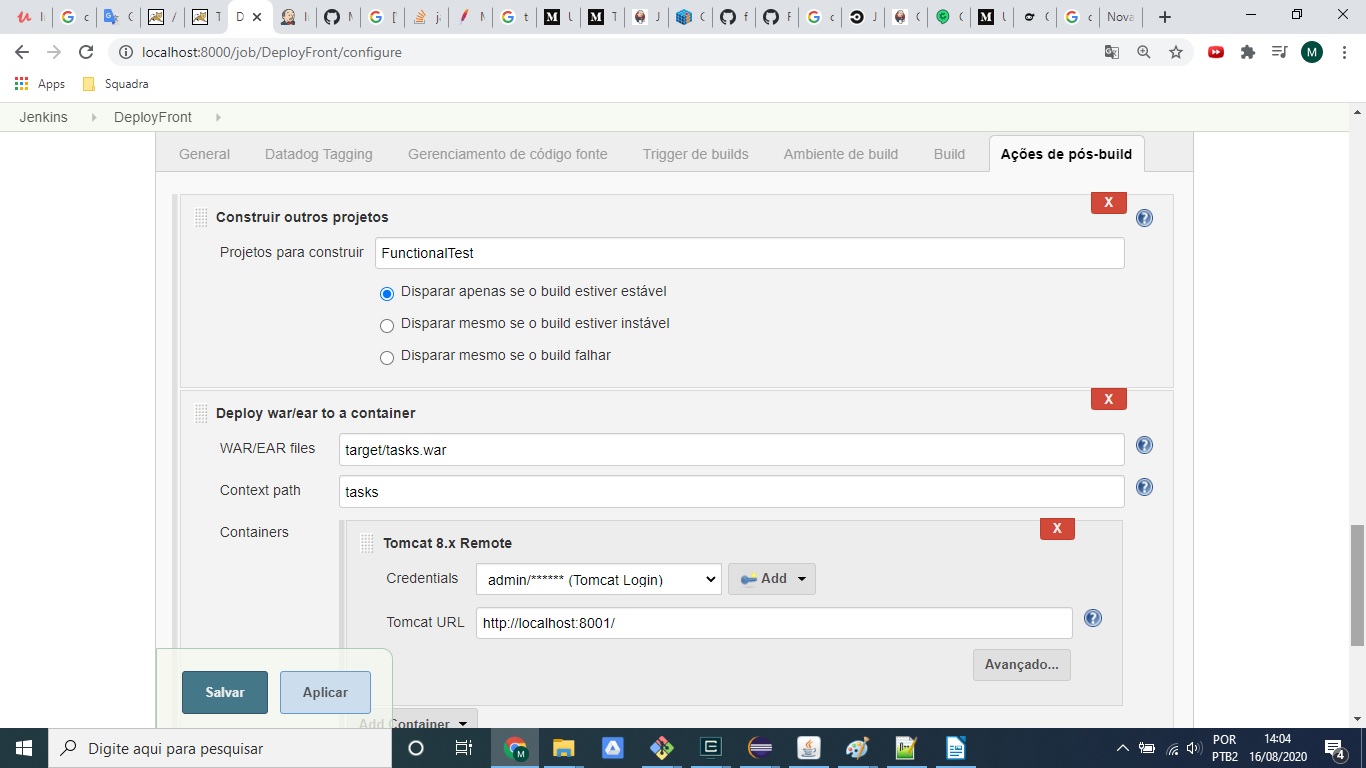 localhost:8000/job/DeployFront/configure
M
Apps
Squadra
Jenkins
DeployFront
General
Datadog Tagging
Gerenciamento de código fonte
Trigger de builds
Ambiente de build
Build
Ações de pós-build
X
Construir outros projetos
Projetos para construir
FunctionalTest
Disparar apenas se o build estiver estável
Disparar mesmo se o build estiver instável
Disparar mesmo se o build falhar
X
Deploy war/ear to a container
WAR/EAR files
target/tasks.war
Context path
tasks
Containers
X
Tomcat 8.x Remote
Credentials
admin/****** (Tomcat Login)
Add
Tomcat URL
http://localhost:8001/
Avançado...
Salvar
Aplicar
Add Container
Digite aqui para pesquisar
POR
PTB2
14:04
16/08/2020
4